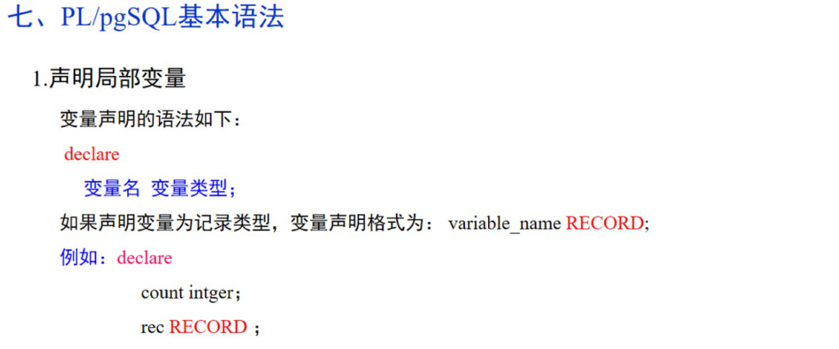 七、PL/pgSQL基本语法
1.声明局部变量
变量声明的语法如下：
declare
变量名 变量类型；
如果声明变量为记录类型，变量声明格式为： variable_name RECORD;
例如：declare
count intger；
rec RECORD ；